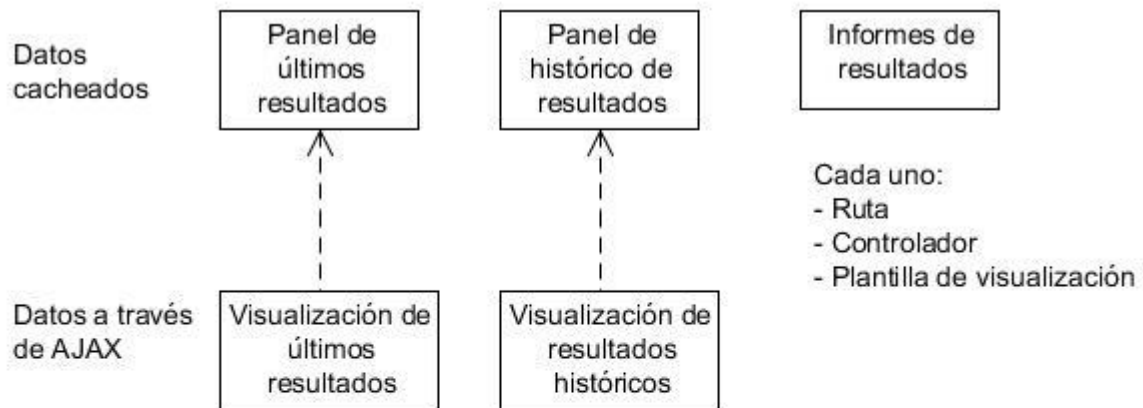 Datos
cacheados
Panel de
últimos
resultados
Panel de
histórico de
resultados
Informes de
resultados
Cada uno:
- Ruta
- Controlador
- Plantilla de visualización
Datos a través
de AJAX
Visualización de
últimos
resultados
Visualización de
resultados
históricos